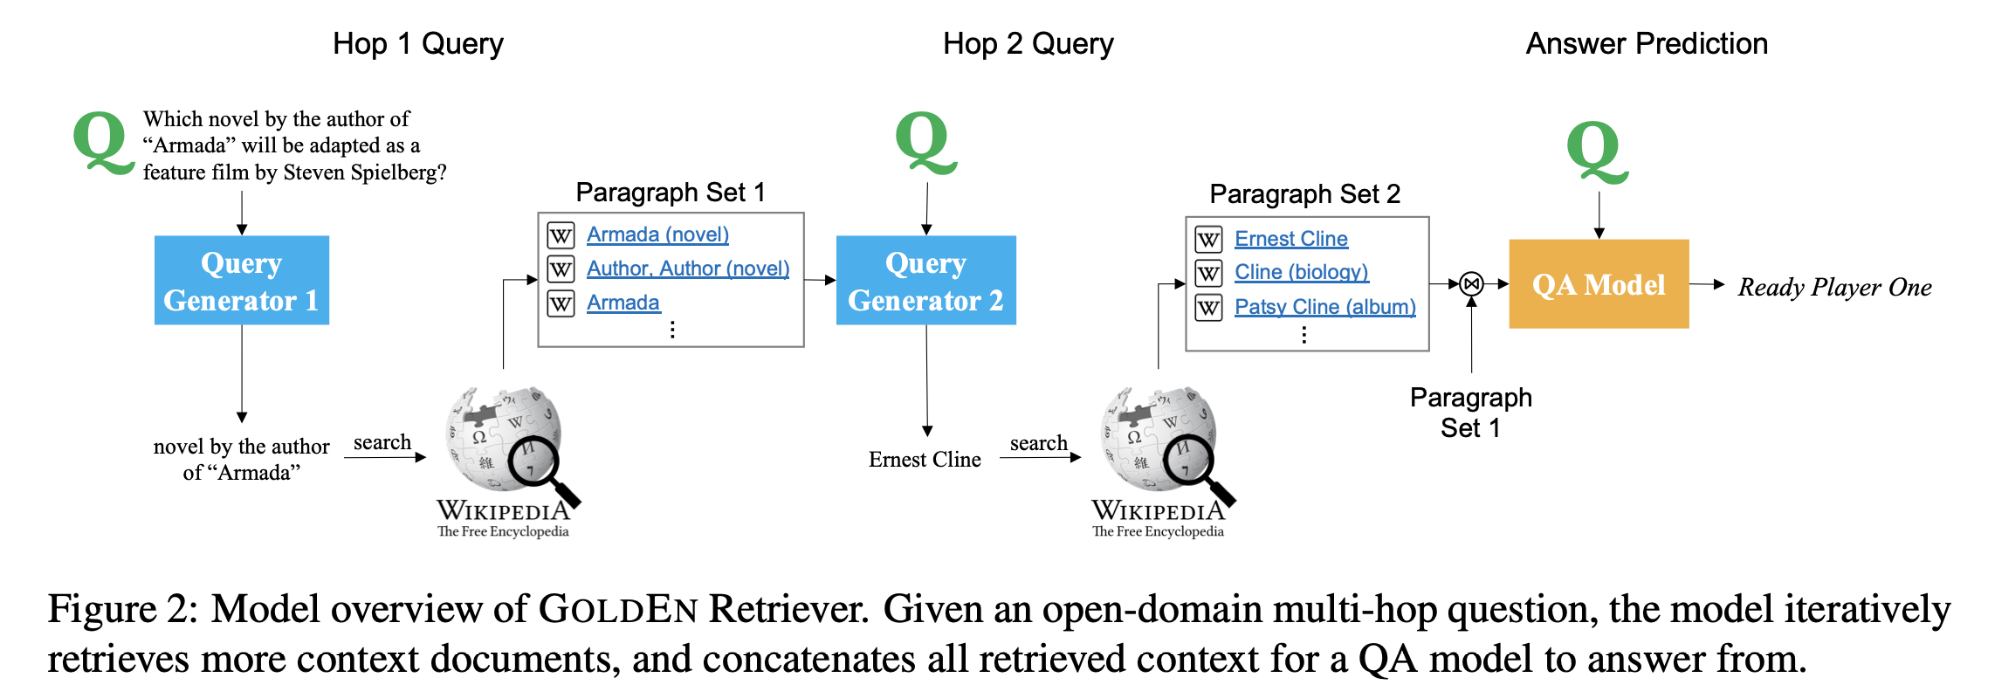 Hop 1 Query
Hop 2 Query
Answer Prediction
Q
Which novel by the author of
“Armada” will be adapted as a
feature film by Steven Spielberg?
Query
Generator 1
novel by the author
of “Armada”
search
WIKIPEDIA
The Free Encyclopedia
Paragraph Set 1
W Armada (novel)
W Author, Author (novel)
W Armada
⋮
Q
Query
Generator 2
Ernest Cline
search
WIKIPEDIA
The Free Encyclopedia
Paragraph Set 2
W Ernest Cline
W Cline (biology)
W Patsy Cline (album)
⋮
Paragraph
Set 1
Q
QA Model
Ready Player One
Figure 2: Model overview of GOLDEN Retriever. Given an open-domain multi-hop question, the model iteratively
retrieves more context documents, and concatenates all retrieved context for a QA model to answer from.